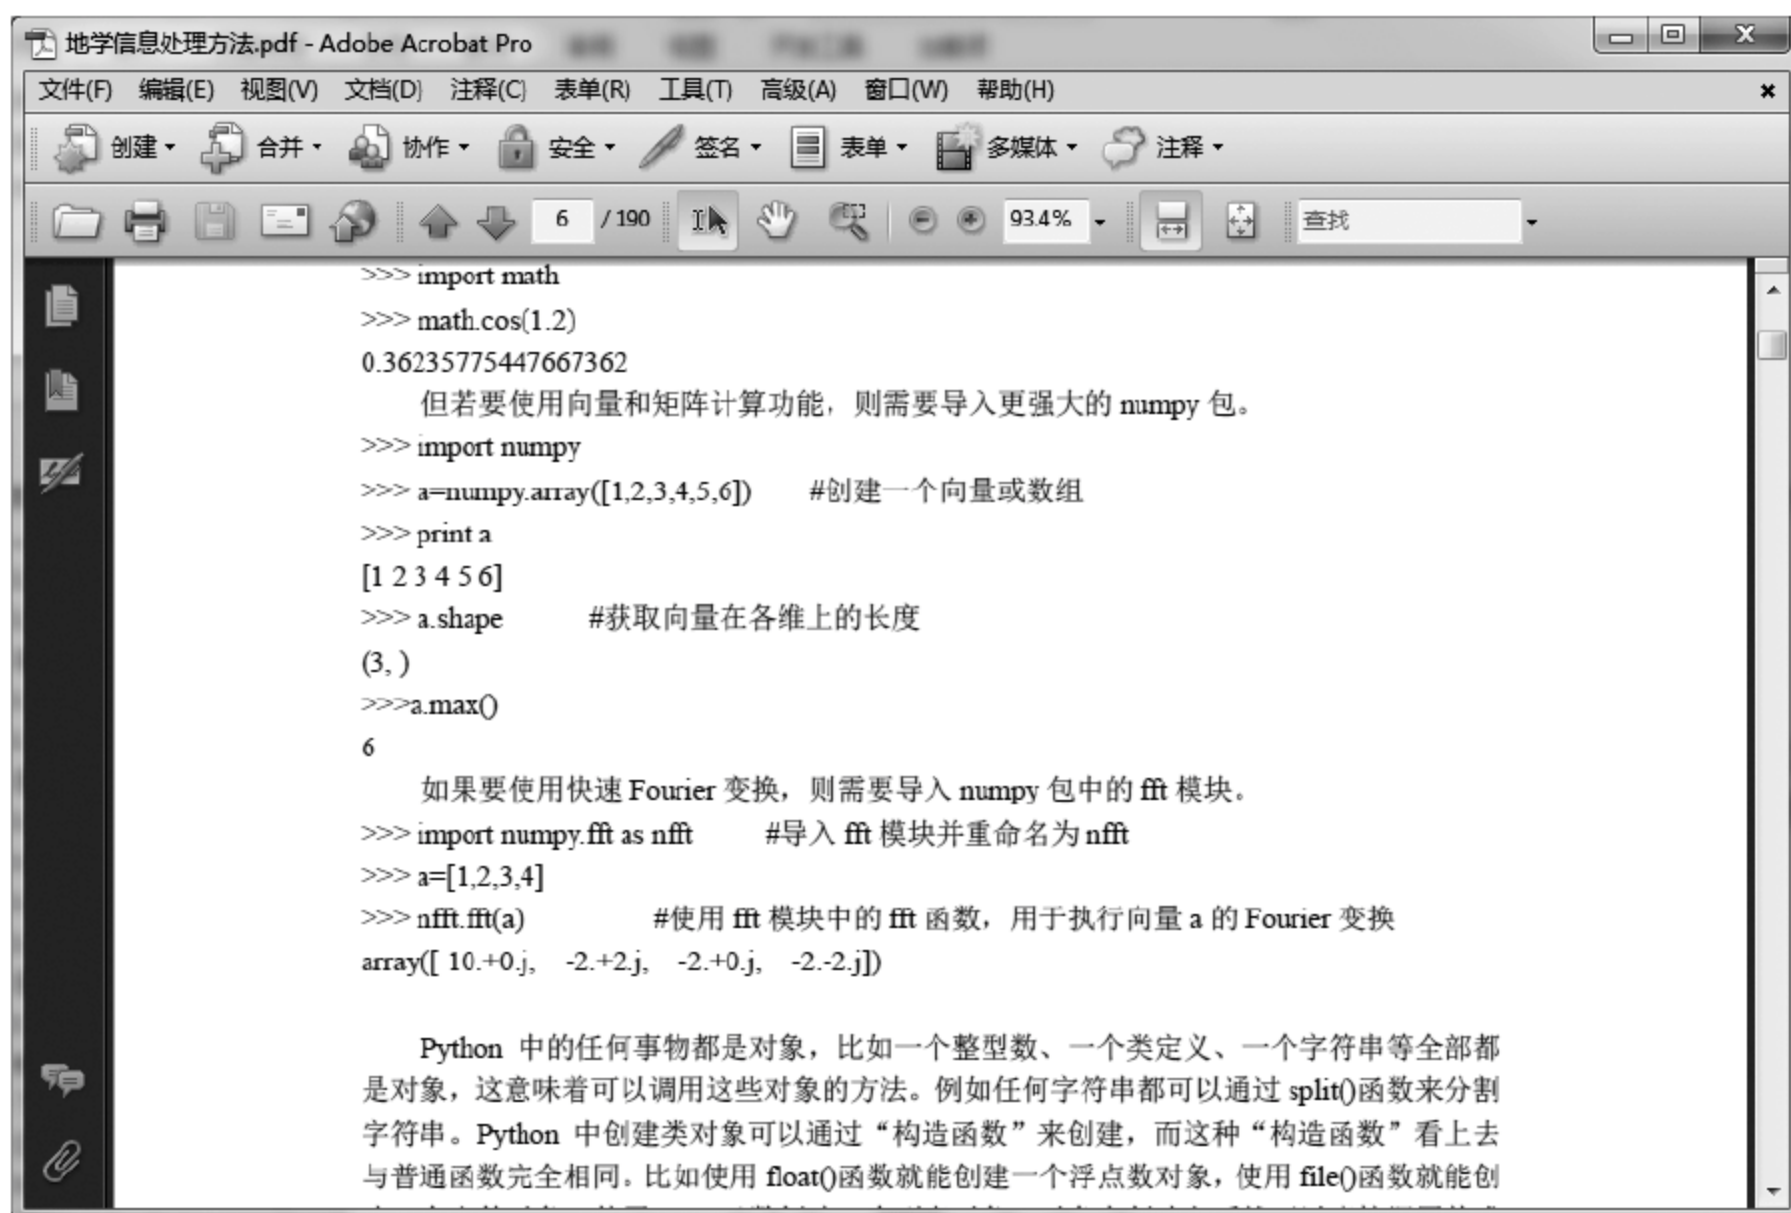 地学信息处理方法.pdf - Adobe Acrobat Pro
文件(F) 编辑(E) 视图(V) 文档(D) 注释(C) 表单(R) 工具(T) 高级(A) 窗口(W) 帮助(H)
创建 合并 协作 安全 签名 表单 多媒体 注释
6 / 190 93.4% 查找
>>> import math
>>> math.cos(1.2)
0.36235775447667362
但若要使用向量和矩阵计算功能，则需要导入更强大的 numpy 包。
>>> import numpy
>>> a=numpy.array([1,2,3,4,5,6]) #创建一个向量或数组
>>> print a
[1 2 3 4 5 6]
>>> a.shape #获取向量在各维上的长度
(3, )
>>>a.max()
6
如果要使用快速 Fourier 变换，则需要导入 numpy 包中的 fft 模块。
>>> import numpy.fft as nfft #导入 fft 模块并重命名为 nfft
>>> a=[1,2,3,4]
>>> nfft.fft(a) #使用 fft 模块中的 fft 函数，用于执行向量 a 的 Fourier 变换
array([ 10.+0.j, -2.+2.j, -2.+0.j, -2.-2.j])
Python 中的任何事物都是对象，比如一个整型数、一个类定义、一个字符串等全部都
是对象，这意味着可以调用这些对象的方法。例如任何字符串都可以通过 split()函数来分割
字符串。Python 中创建类对象可以通过“构造函数”来创建，而这种“构造函数”看上去
与普通函数完全相同。比如使用 float()函数就能创建一个浮点数对象，使用 file()函数就能创